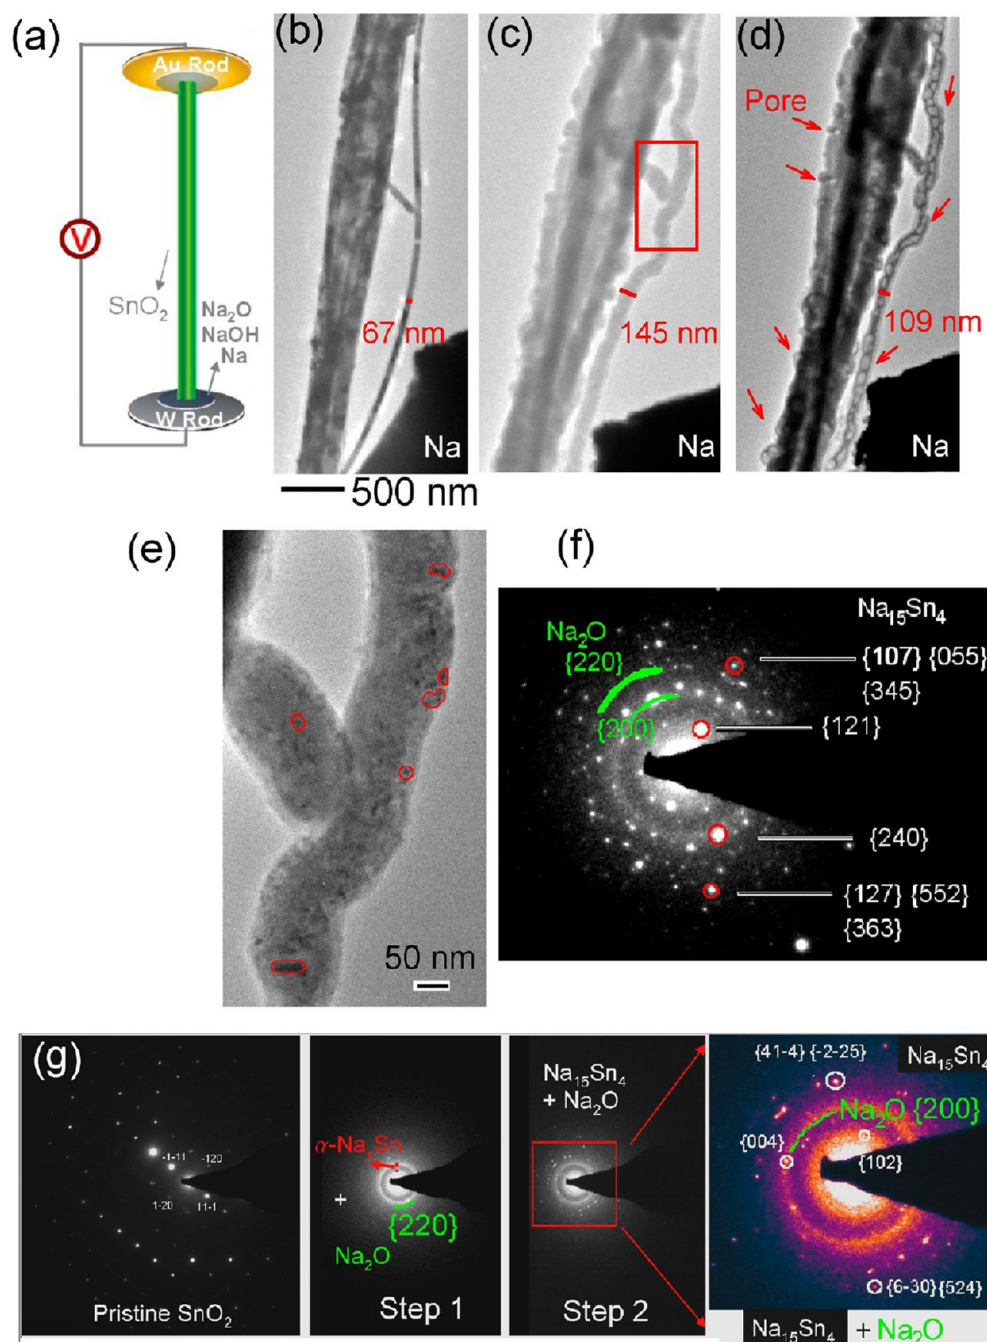 (a)
Au Rod
V
SnO₂
Na₂O
NaOH
Na
W Rod
(b)
67 nm
Na
500 nm
(c)
145 nm
Na
(d)
Pore
109 nm
Na
(e)
50 nm
(f)
Na₂O
{220}
{200}
Na₁₅Sn₄
{107} {055}
{345}
{121}
{240}
{127} {552}
{363}
(g)
-1-11
-120
1-20
11-1
Pristine SnO₂
α-NaₓSn
+
{220}
Na₂O
Step 1
Na₁₅Sn₄
+ Na₂O
Step 2
{41-4} {-2-25}
Na₁₅Sn₄
Na₂O {200}
{004}
{102}
{6-30}{524}
Na₁₅Sn₄ + Na₂O